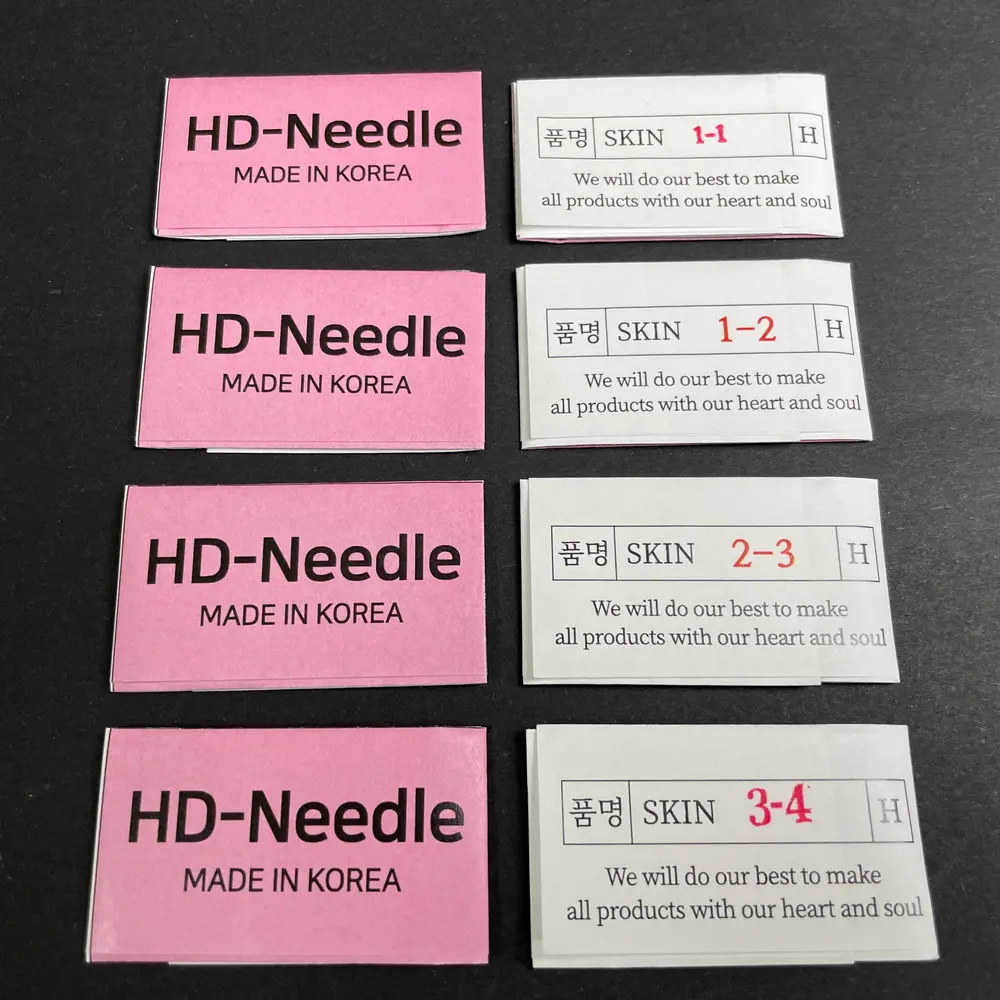 HD-Needle
MADE IN KOREA
품명 SKIN 1-1 H
We will do our best to make
all products with our heart and soul
HD-Needle
MADE IN KOREA
품명 SKIN 1-2 H
We will do our best to make
all products with our heart and soul
HD-Needle
MADE IN KOREA
품명 SKIN 2-3 H
We will do our best to make
all products with our heart and soul
HD-Needle
MADE IN KOREA
품명 SKIN 3-4 H
We will do our best to make
all products with our heart and soul